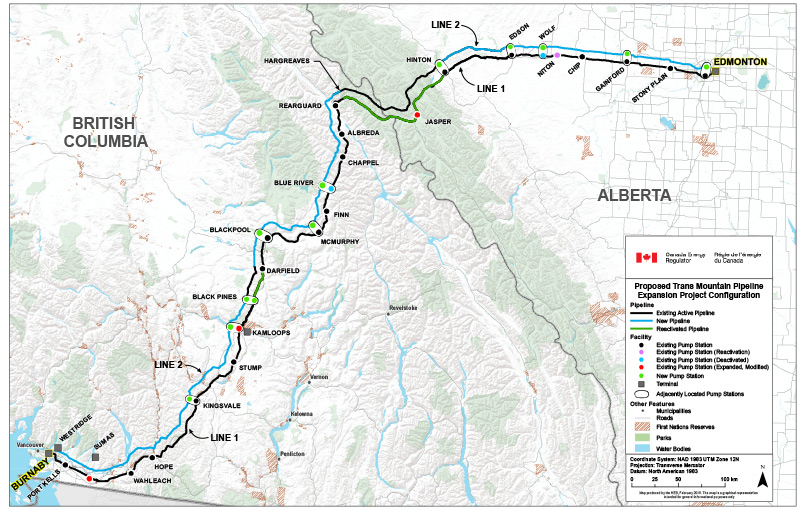 LINE 2
EDSON
WOLF
HINTON
NITON
CHIP
GAINFORD
STONY PLAIN
EDMONTON
LINE 1
HARGREAVES
REARGUARD
JASPER
BRITISH
COLUMBIA
ALBREDA
CHAPPEL
BLUE RIVER
ALBERTA
FINN
BLACKPOOL
MCMURPHY
DARFIELD
BLACK PINES
Revelstoke
KAMLOOPS
LINE 2
STUMP
Vernon
KINGSVALE
Kelowna
LINE 1
Penticton
WESTRIDGE
SUMAS
Vancouver
BURNABY
PORT KELLS
HOPE
WAHLEACH
Canada Energy
Regulator
Régie de l'énergie
du Canada
Proposed Trans Mountain Pipeline
Expansion Project Configuration
Pipeline
Existing Active Pipeline
New Pipeline
Reactivated Pipeline
Facility
Existing Pump Station
Existing Pump Station (Reactivation)
Existing Pump Station (Deactivated)
Existing Pump Station (Expanded, Modified)
New Pump Station
Terminal
Adjacently Located Pump Stations
Other Features
Municipalities
Roads
First Nations Reserves
Parks
Water Bodies
Coordinate System: NAD 1983 UTM Zone 12N
Projection: Transverse Mercator
Datum: North American 1983
0 25 50 100 km
N
Map produced by the NEB, February 2019. The map is a graphical representation
is intended for general informational purposes only